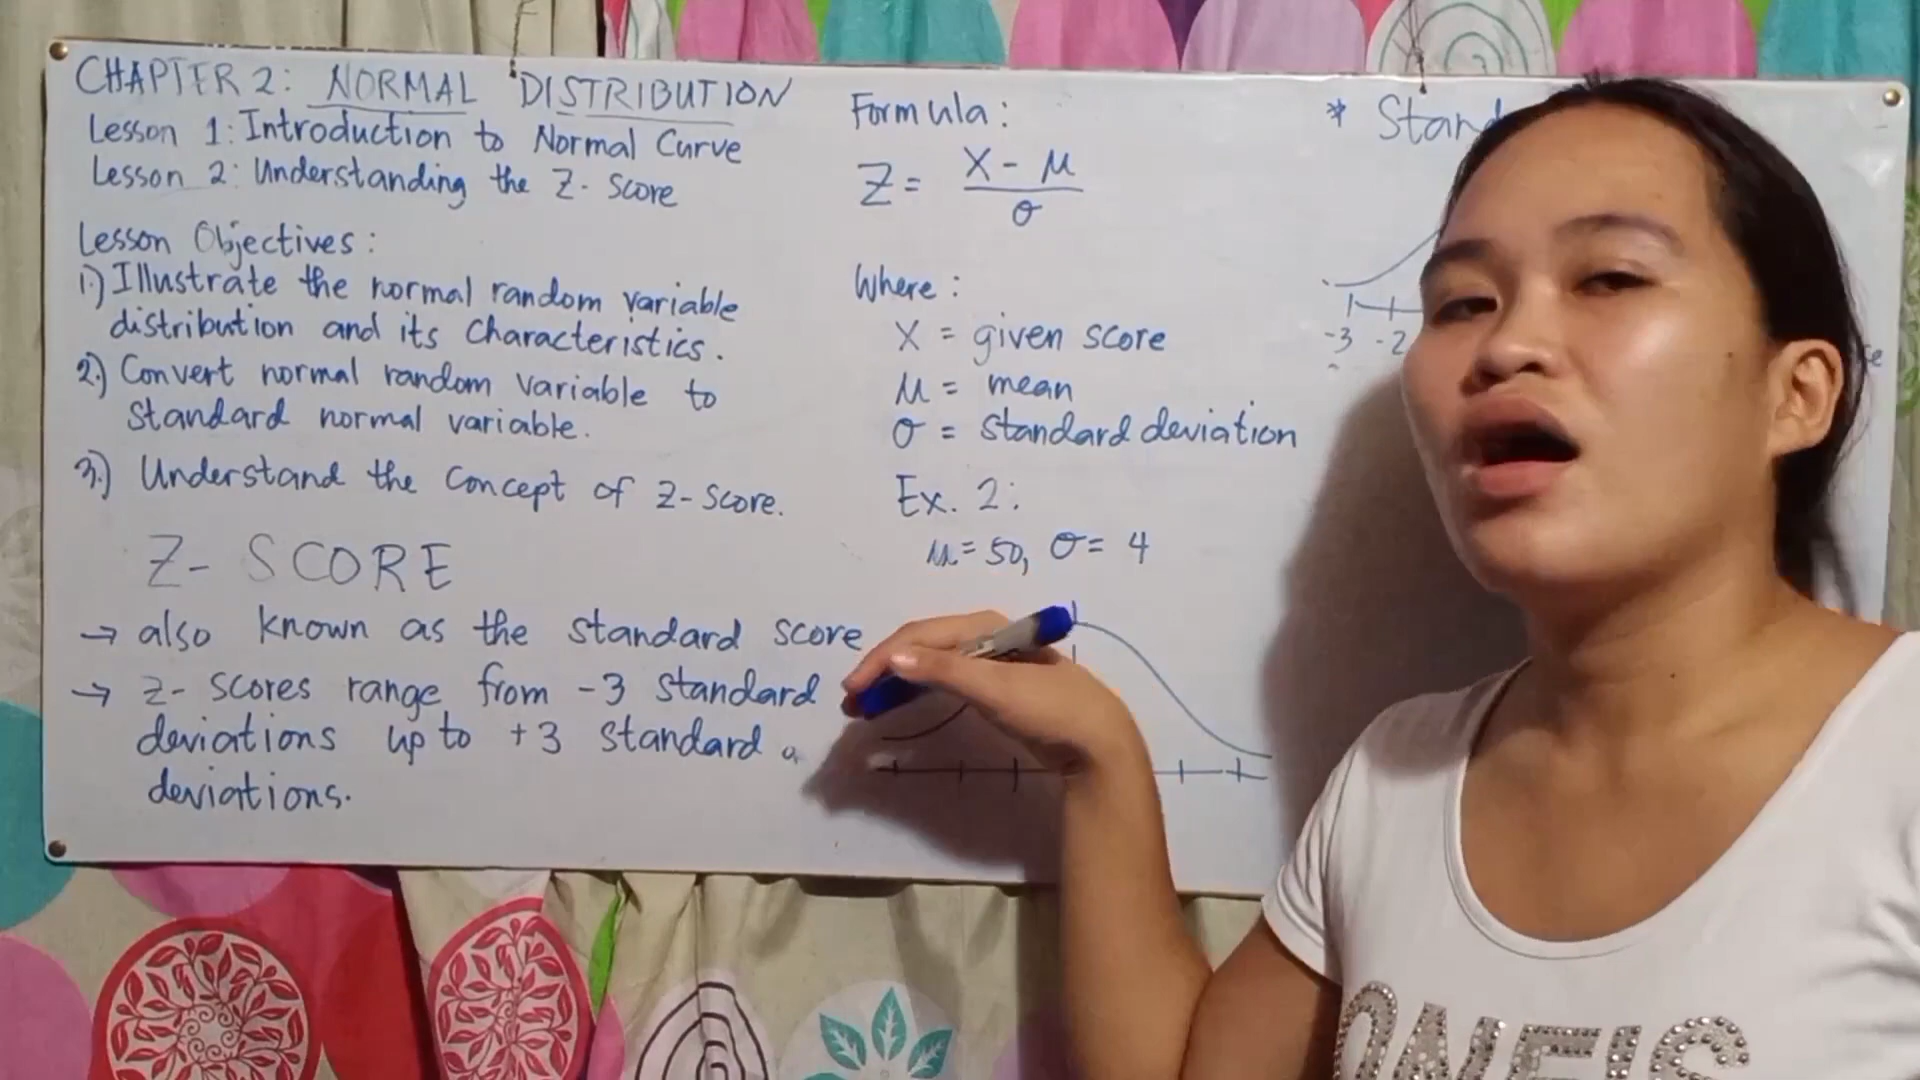 CHAPTER 2: NORMAL DISTRIBUTION
Lesson 1: Introduction to Normal Curve
Lesson 2: Understanding the Z-Score
Lesson Objectives:
1.) Illustrate the normal random variable
distribution and its characteristics.
2.) Convert normal random variable to
standard normal variable.
3.) Understand the concept of z-score.
Z-SCORE
→ also known as the standard score
→ z-scores range from -3 standard
deviations up to +3 standard
deviations.
Formula:
Z = X - μ
σ
Where:
X = given score
μ = mean
σ = standard deviation
Ex. 2:
μ = 50, σ = 4
* Stand
-3 -2